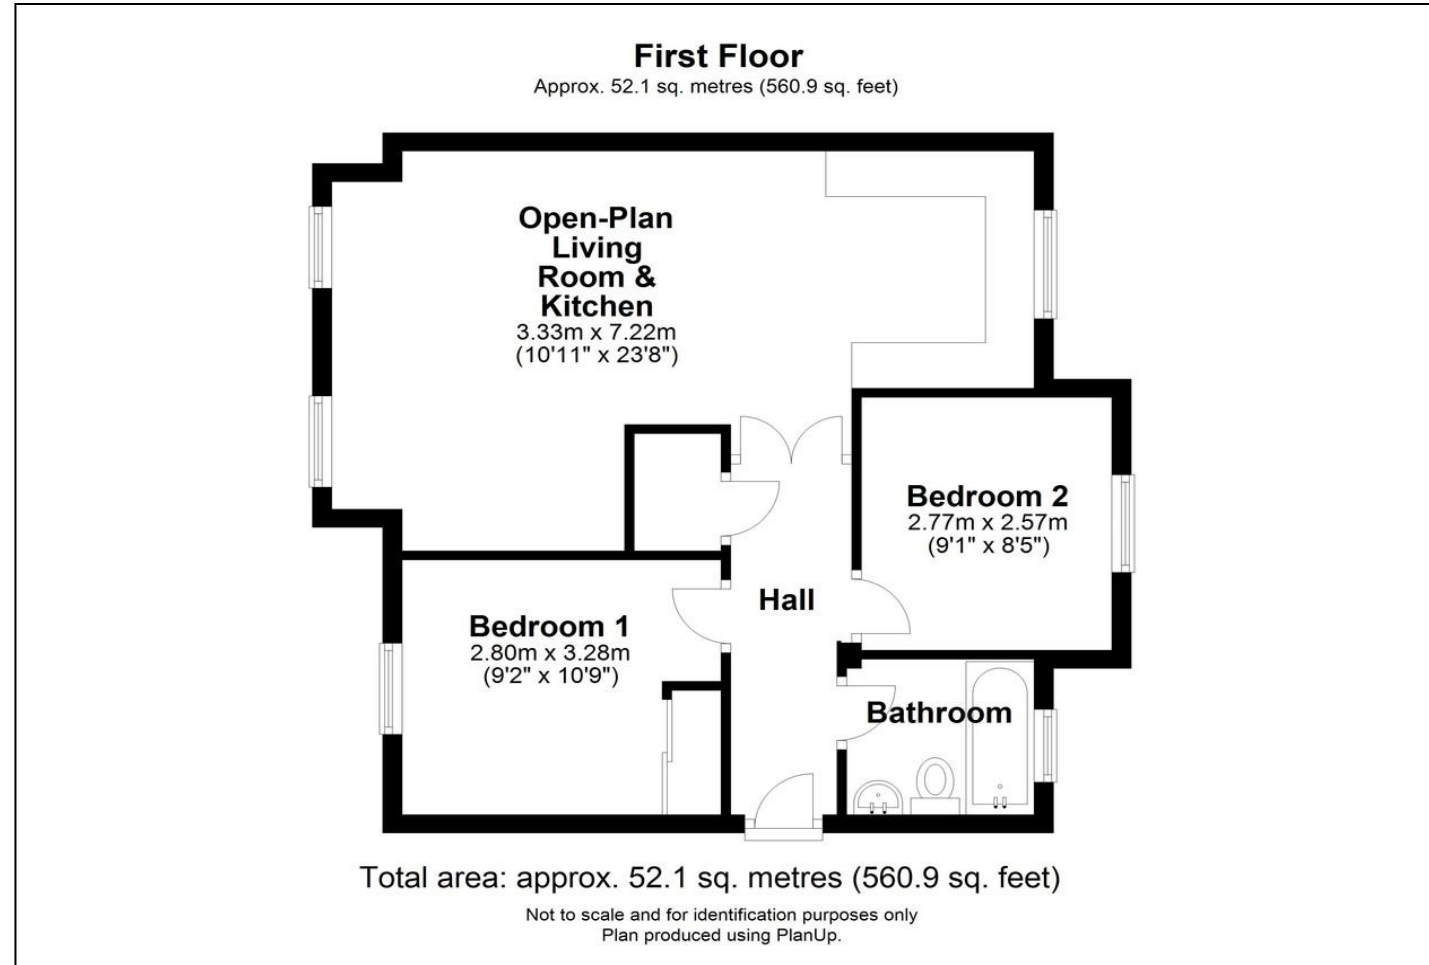 First Floor
Approx. 52.1 sq. metres (560.9 sq. feet)
Open-Plan
Living
Room &
Kitchen
3.33m x 7.22m
(10'11" x 23'8")
Bedroom 2
2.77m x 2.57m
(9'1" x 8'5")
Hall
Bedroom 1
2.80m x 3.28m
(9'2" x 10'9")
Bathroom
Total area: approx. 52.1 sq. metres (560.9 sq. feet)
Not to scale and for identification purposes only
Plan produced using PlanUp.